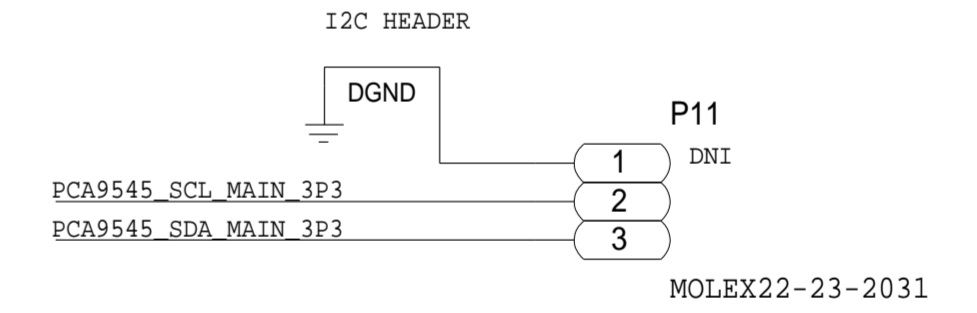 I2C HEADER
DGND
P11
1
DNI
PCA9545_SCL_MAIN_3P3
2
PCA9545_SDA_MAIN_3P3
3
MOLEX22-23-2031